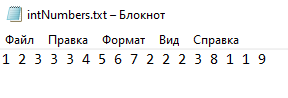 intNumbers.txt – Блокнот
Файл Правка Формат Вид Справка
1 2 3 3 3 4 5 6 7 2 2 2 3 8 1 1 9